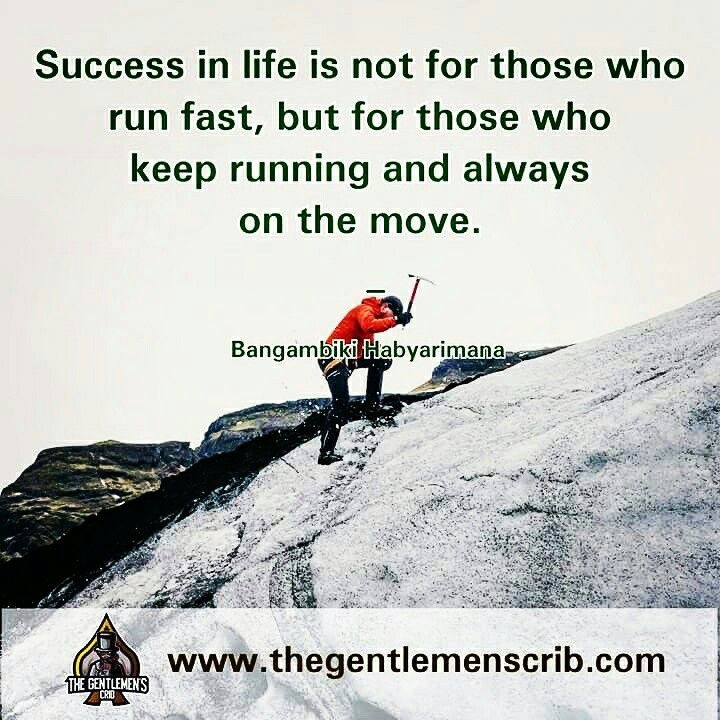 Success in life is not for those who
run fast, but for those who
keep running and always
on the move.
—
Bangambiki Habyarimana
THE GENTLEMEN'S
CRIB
www.thegentlemenscrib.com